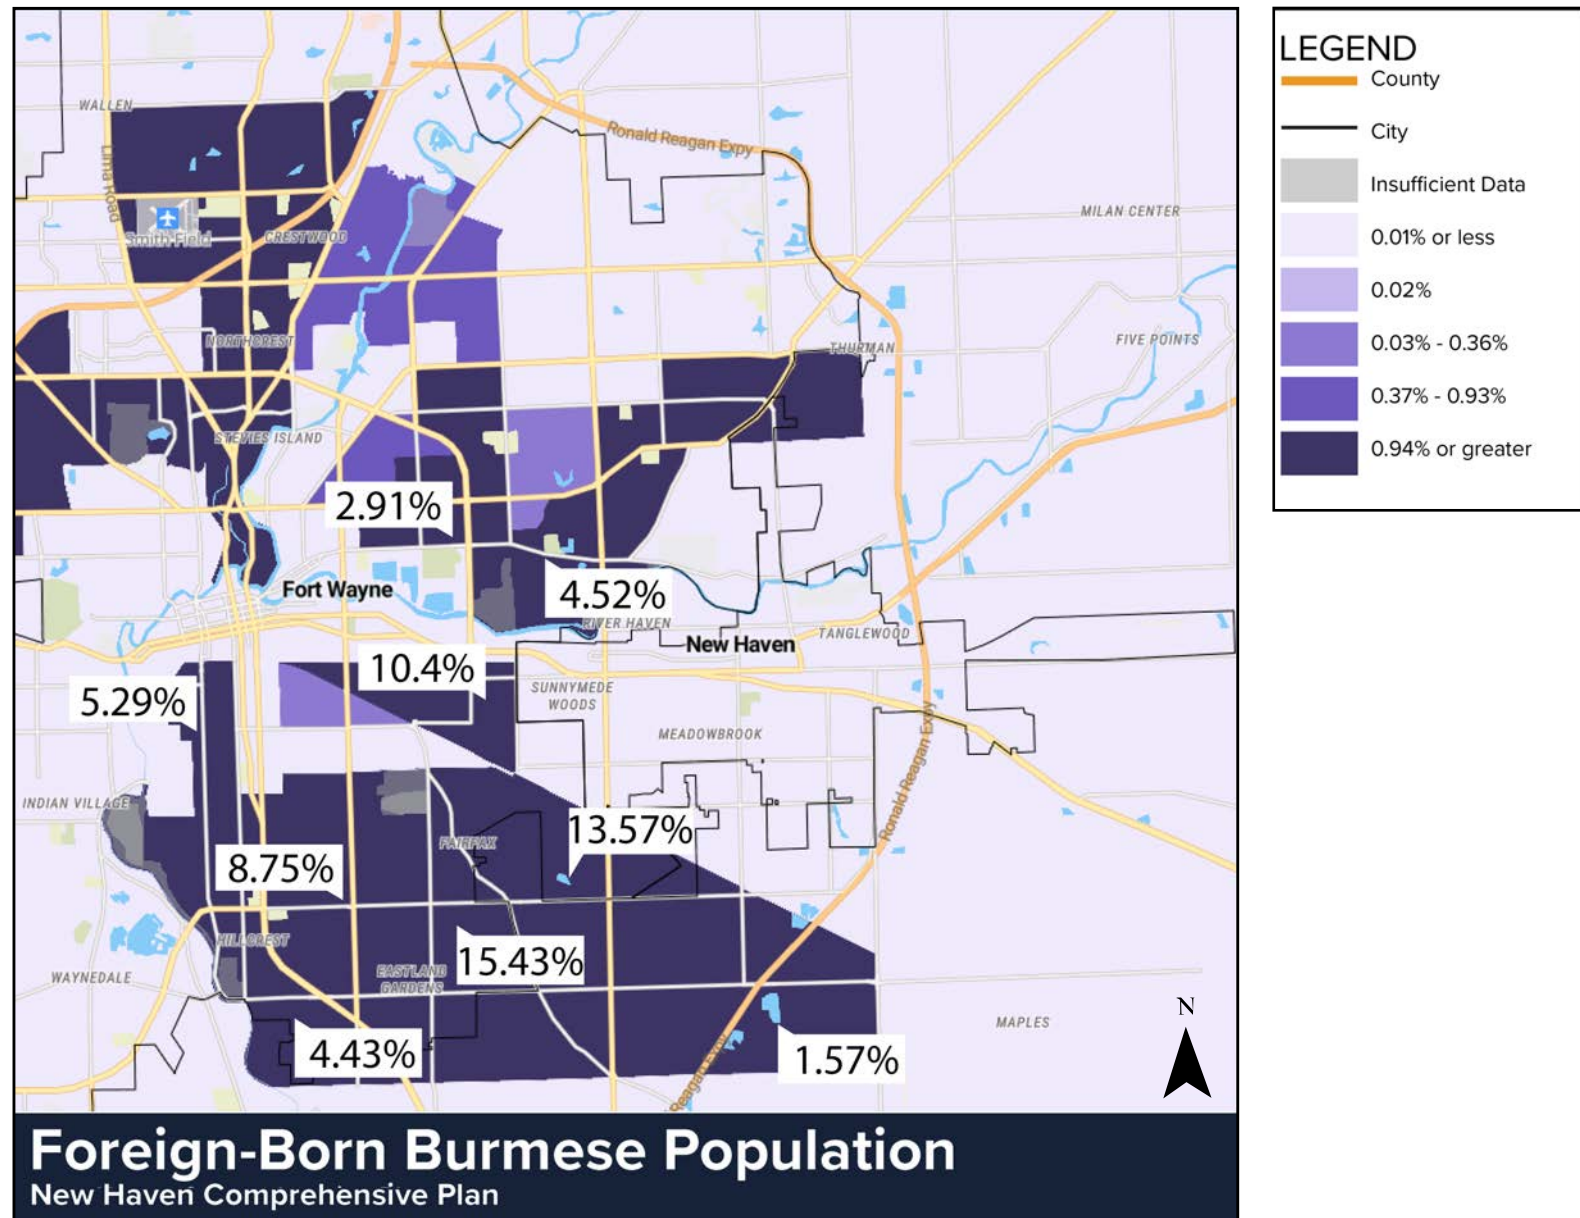 WALLEN
Lima Road
Smith Field
CRESTWOOD
Ronald Reagan Expy
MILAN CENTER
NORTHCREST
THURMAN
FIVE POINTS
STEVIES ISLAND
2.91%
Fort Wayne
4.52%
RIVER HAVEN
New Haven
TANGLEWOOD
10.4%
5.29%
SUNNYMEDE
WOODS
MEADOWBROOK
Ronald Reagan Expy
INDIAN VILLAGE
13.57%
FAIRFAX
8.75%
HILLCREST
15.43%
EASTLAND
GARDENS
WAYNEDALE
MAPLES
N
4.43%
1.57%
Reagan Expy
Foreign-Born Burmese Population
New Haven Comprehensive Plan
LEGEND
County
City
Insufficient Data
0.01% or less
0.02%
0.03% - 0.36%
0.37% - 0.93%
0.94% or greater